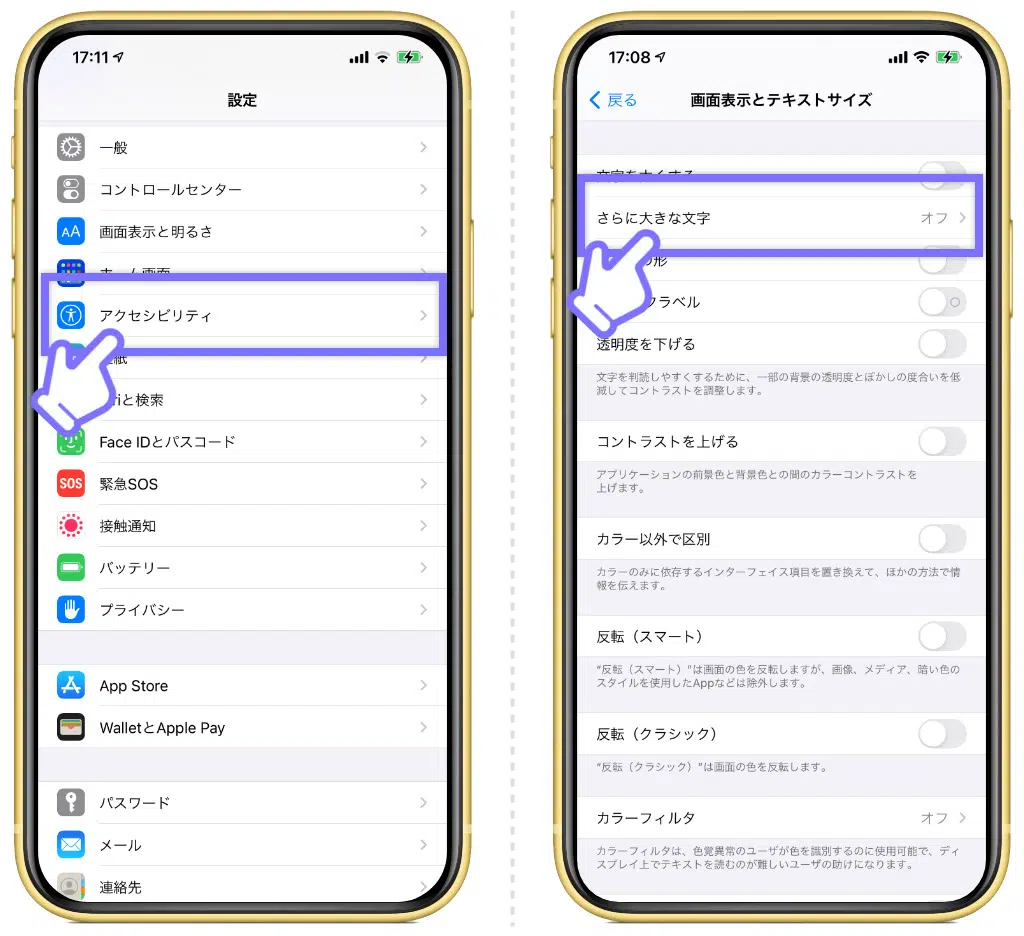 17:11
設定
一般
コントロールセンター
AA 画面表示と明るさ
ホーム画面
アクセシビリティ
紙
riと検索
Face IDとパスコード
SOS 緊急SOS
接触通知
バッテリー
プライバシー
App Store
WalletとApple Pay
パスワード
メール
連絡先
17:08
戻る 画面表示とテキストサイズ
文字を太くする
さらに大きな文字 オフ
の形
フラベル
透明度を下げる
文字を判読しやすくするために、一部の背景の透明度とぼかしの度合いを低
減してコントラストを調整します。
コントラストを上げる
アプリケーションの前景色と背景色との間のカラーコントラストを
上げます。
カラー以外で区別
カラーのみに依存するインターフェイス項目を置き換えて、ほかの方法で情
報を伝えます。
反転（スマート）
“反転（スマート）”は画面の色を反転しますが、画像、メディア、暗い色の
スタイルを使用したAppなどは除外します。
反転（クラシック）
“反転（クラシック）”は画面の色を反転します。
カラーフィルタ オフ
カラーフィルタは、色覚異常のユーザが色を識別するのに使用可能で、ディ
スプレイ上でテキストを読むのが難しいユーザの助けになります。